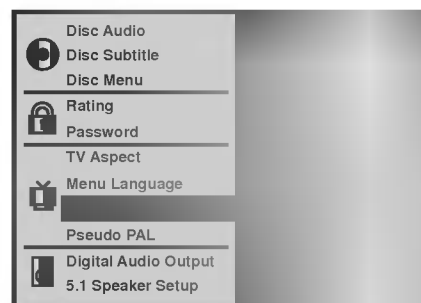 Disc Audio
Disc Subtitle
Disc Menu
Rating
Password
TV Aspect
Menu Language
Pseudo PAL
Digital Audio Output
5.1 Speaker Setup